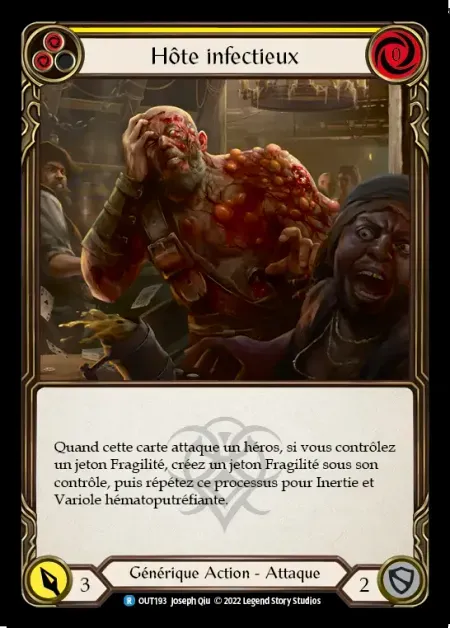 Hôte infectieux
0
Quand cette carte attaque un héros, si vous contrôlez
un jeton Fragilité, créez un jeton Fragilité sous son
contrôle, puis répétez ce processus pour Inertie et
Variole hématoputréfiante.
3
Générique Action - Attaque
2
R OUT193 Joseph Qiu © 2022 Legend Story Studios